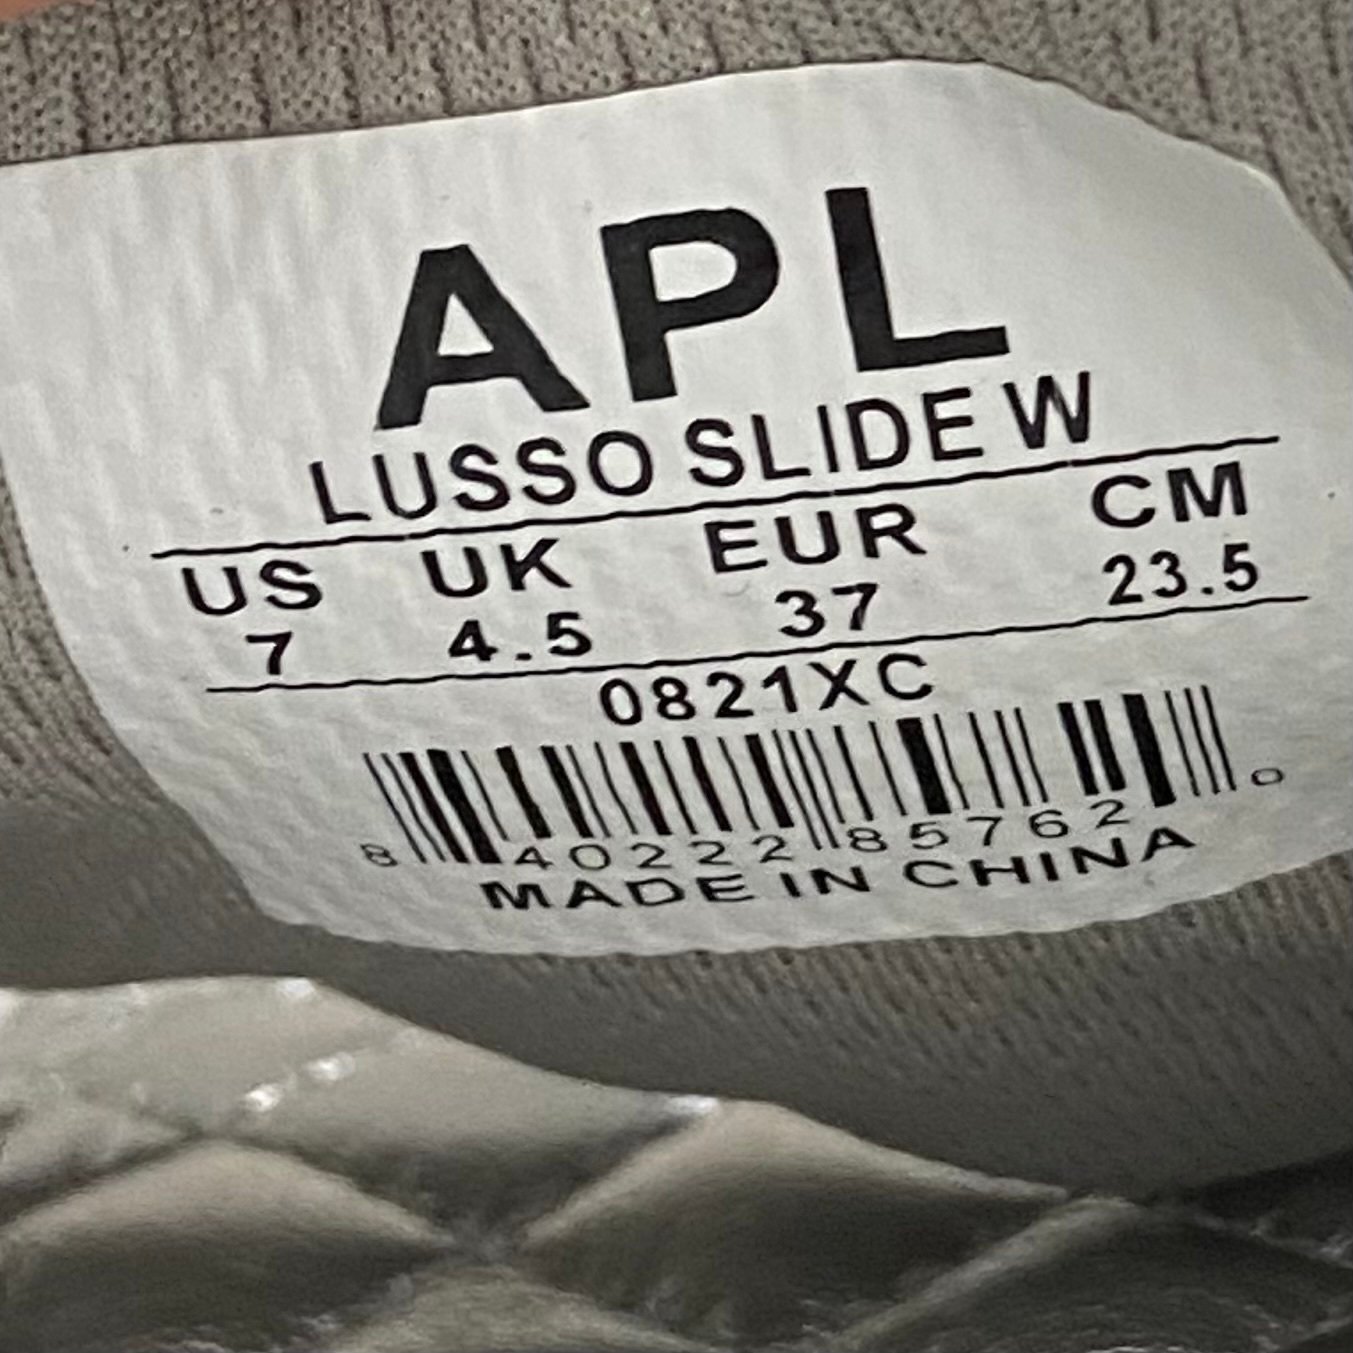 APL
LUSSO SLIDE W
US UK EUR CM
7 4.5 37 23.5
0821XC
8 40222 85762 0
MADE IN CHINA